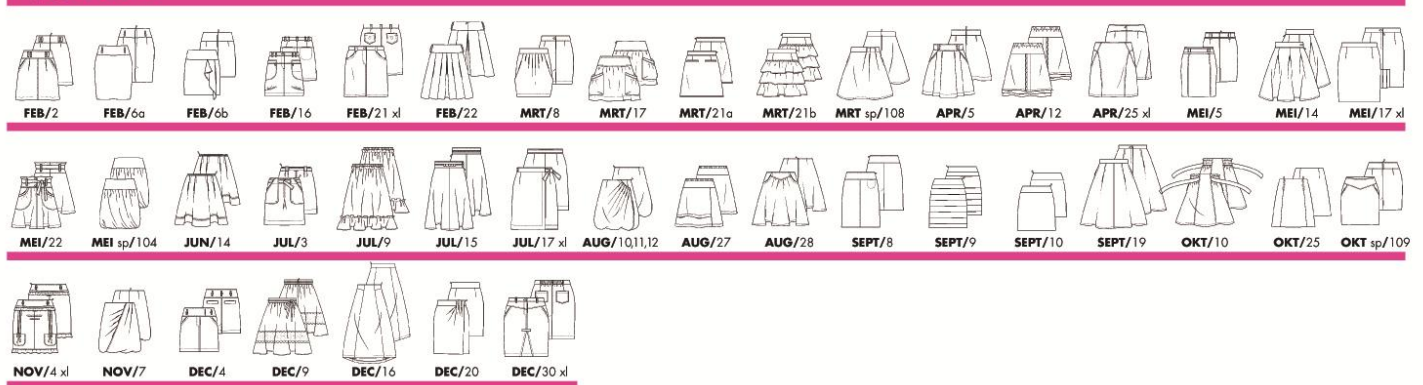 FEB/2 FEB/6a FEB/6b FEB/16 FEB/21 xl FEB/22 MRT/8 MRT/17 MRT/21a MRT/21b MRT sp/108 APR/5 APR/12 APR/25 xl MEI/5 MEI/14 MEI/17 xl
MEI/22 MEI sp/104 JUN/14 JUL/3 JUL/9 JUL/15 JUL/17 xl AUG/10,11,12 AUG/27 AUG/28 SEPT/8 SEPT/9 SEPT/10 SEPT/19 OKT/10 OKT/25 OKT sp/109
NOV/4 xl NOV/7 DEC/4 DEC/9 DEC/16 DEC/20 DEC/30 xl